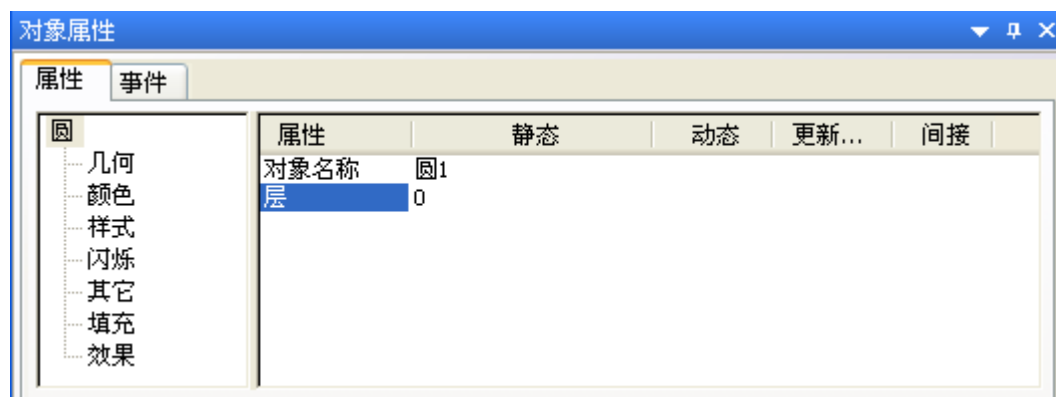 对象属性
属性 事件
圆
几何
颜色
样式
闪烁
其它
填充
效果
属性 静态 动态 更新... 间接
对象名称 圆1
层 0